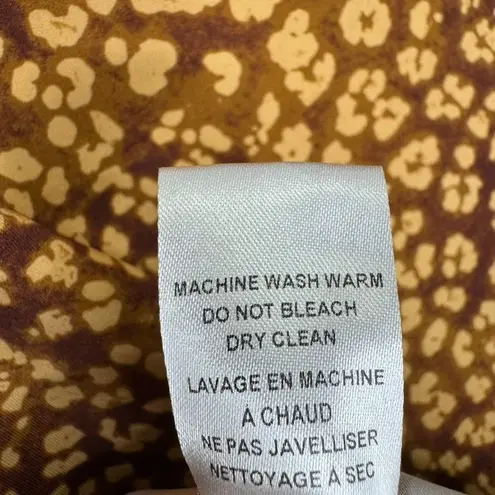 MACHINE WASH WARM
DO NOT BLEACH
DRY CLEAN
LAVAGE EN MACHINE
À CHAUD
NE PAS JAVELLISER
NETTOYAGE À SEC